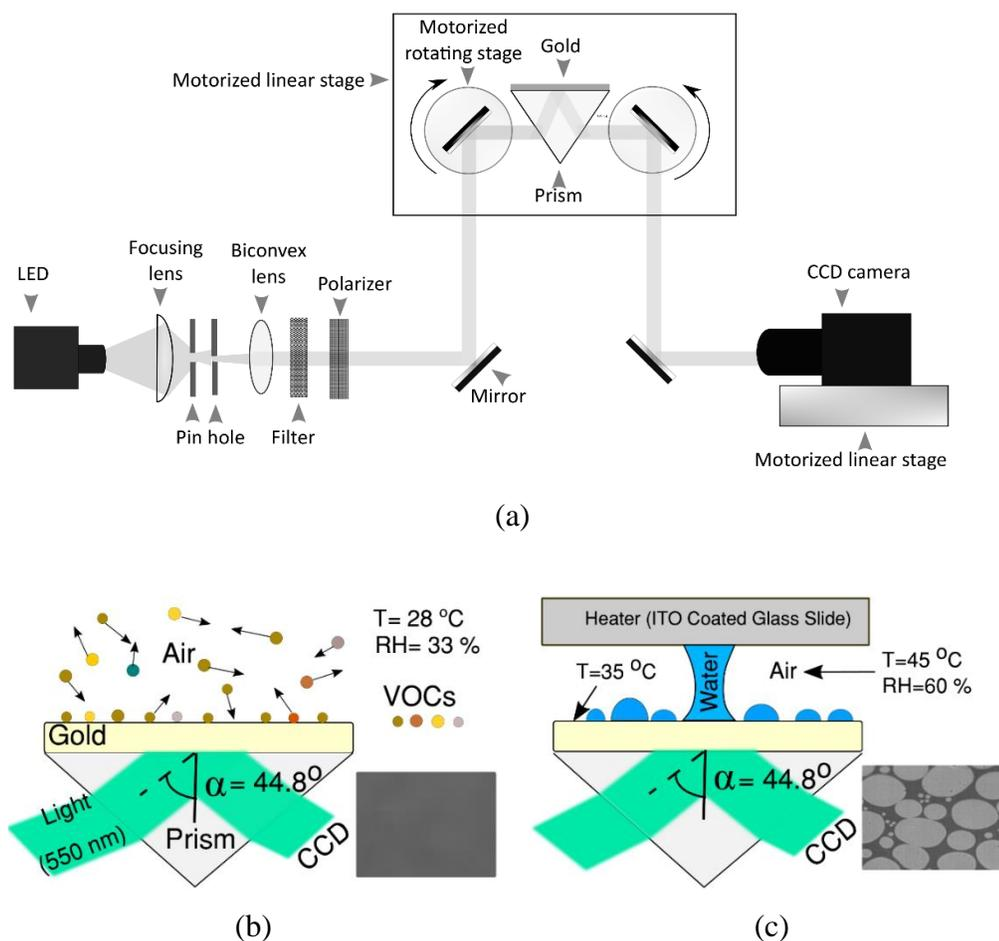 Motorized
rotating stage
Gold
Motorized linear stage
Prism
Focusing
lens
Biconvex
lens
LED
Polarizer
CCD camera
Mirror
Pin hole
Filter
Motorized linear stage
(a)
T= 28 °C
RH= 33 %
Air
VOCs
Gold
α= 44.8°
Light
(550 nm)
Prism
CCD
(b)
Heater (ITO Coated Glass Slide)
T=35 °C
Water
Air
T=45 °C
RH=60 %
α= 44.8°
CCD
(c)